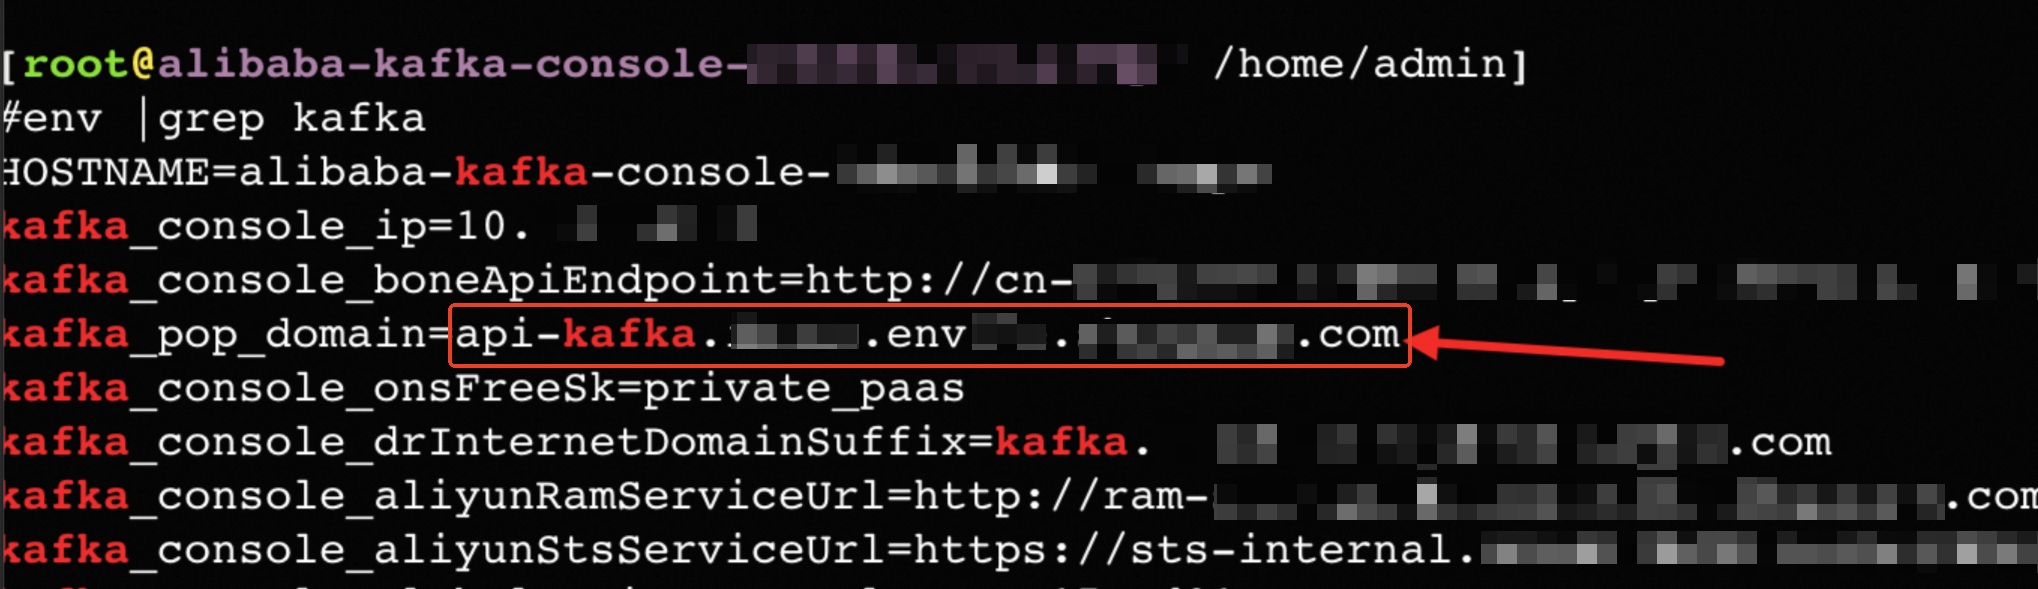 [root@alibaba-kafka-console- /home/admin]
#env |grep kafka
HOSTNAME=alibaba-kafka-console-
kafka_console_ip=10.
kafka_console_boneApiEndpoint=http://cn-
kafka_pop_domain=api-kafka. .env .com
kafka_console_onsFreeSk=private_paas
kafka_console_drInternetDomainSuffix=kafka. .com
kafka_console_aliyunRamServiceUrl=http://ram- .com
kafka_console_aliyunStsServiceUrl=https://sts-internal.